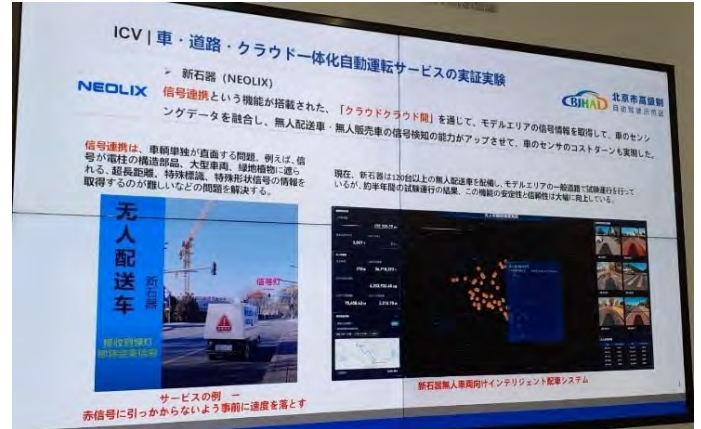 ICV | 車・道路・クラウド一体化自動運転サービスの実証実験
NEOLIX
➢ 新石器（NEOLIX）
BJHAD
北京市高级别
信号連携という機能が搭載された、「クラウドクラウド間」を通じて、モデルエリアの信号情報を取得して、車のセンシ
ングデータを融合し、無人配送車・無人販売車の信号検知の能力がアップさせて、車のセンサのコストターンも実現した。
信号連携は、車輌単独が直面する問題、例えば、信
号が電柱の構造部品、大型車両、緑地植物に遮ら
れる、超長距離、特殊標識、特殊形状信号の情報を
取得するのが難しいなどの問題を解決する。
現在、新石器は120台以上の無人配送車を配備し、モデルエリアの一般道路で試験運行を行って
いるが、約半年間の試験運行の結果、この機能の安定性と信頼性は大幅に向上している。
无人配送车
新石器
信号灯
サービスの例 ー
赤信号に引っかからないよう事前に速度を落とす
新石器無人車両向けインテリジェント配車システム